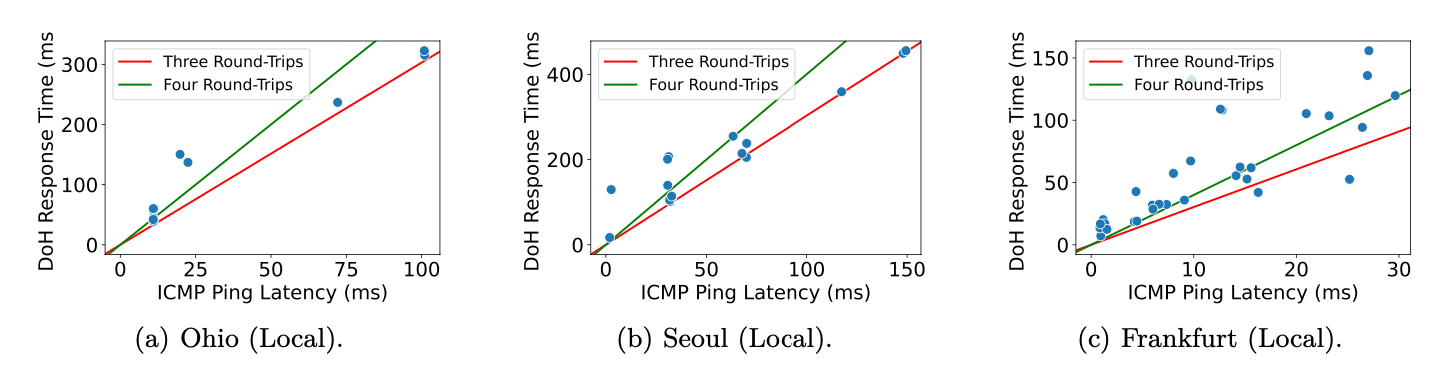 DoH Response Time (ms
300
200
100
0
Three Round-Trips
Four Round-Trips
0 25 50 75 100
ICMP Ping Latency (ms)
(a) Ohio (Local).
DoH Response Time (ms
400
200
0
Three Round-Trips
Four Round-Trips
0 50 100 150
ICMP Ping Latency (ms)
(b) Seoul (Local).
DoH Response Time (ms
150
100
50
0
Three Round-Trips
Four Round-Trips
0 10 20 30
ICMP Ping Latency (ms)
(c) Frankfurt (Local).